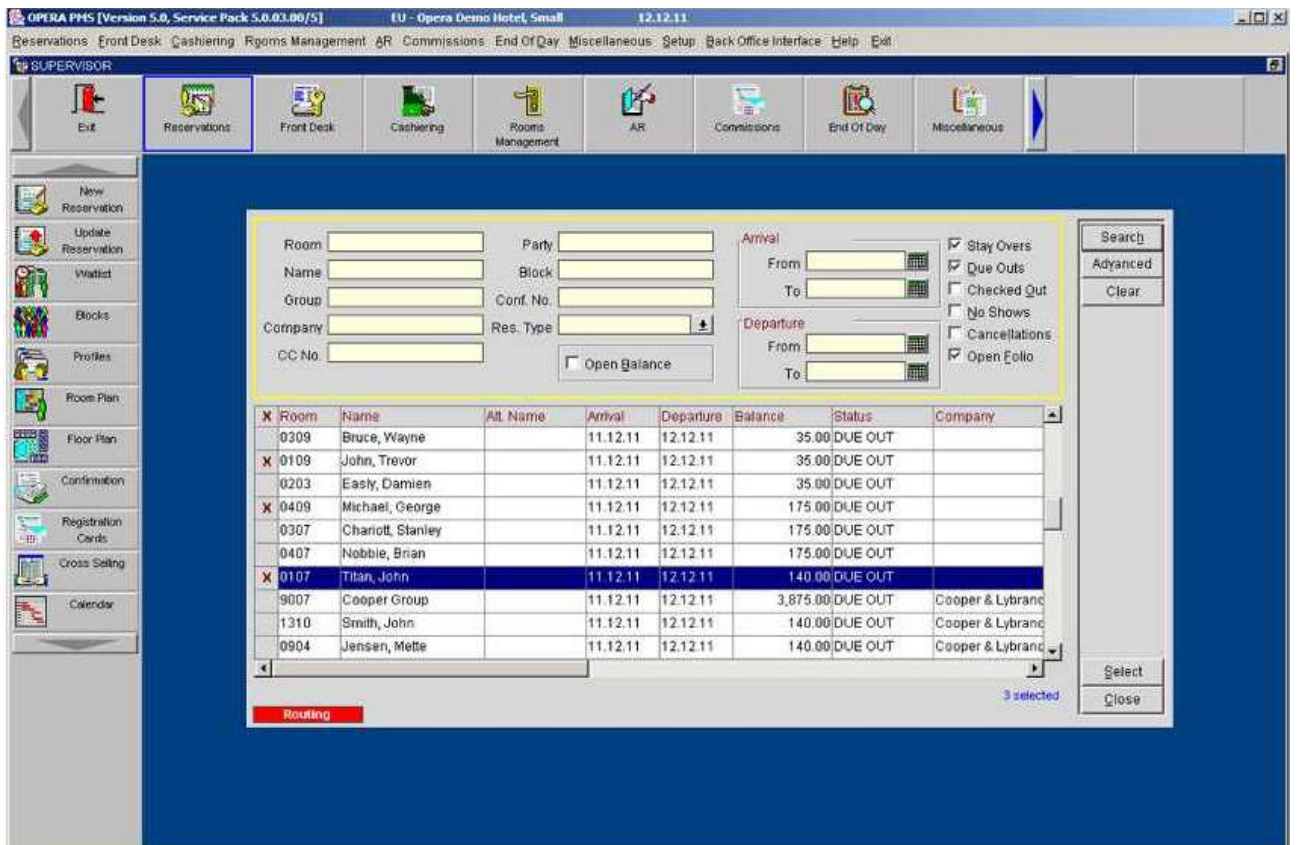 OPERA PMS [Version 5.0, Service Pack 5.0.03.00/5] EU - Opera Demo Hotel, Small 12.12.11
Reservations Front Desk Cashiering Rooms Management AR Commissions End Of Day Miscellaneous Setup Back Office Interface Help Exit
SUPERVISOR
Exit Reservations Front Desk Cashiering Rooms Management AR Commissions End Of Day Miscellaneous
New Reservation
Update Reservation
Waitlist
Blocks
Profiles
Room Plan
Floor Plan
Confirmation
Registration Cards
Cross Selling
Calendar
Room Party Arrival Stay Overs Search
Name Block From Due Outs Advanced
Group Conf. No. To Checked Out Clear
Company Res. Type Departure No Shows
CC No. Open Balance From Cancellations
To Open Folio
X Room Name Alt. Name Arrival Departure Balance Status Company
0309 Bruce, Wayne 11.12.11 12.12.11 35.00 DUE OUT
X 0109 John, Trevor 11.12.11 12.12.11 35.00 DUE OUT
0203 Easly, Damien 11.12.11 12.12.11 35.00 DUE OUT
X 0409 Michael, George 11.12.11 12.12.11 175.00 DUE OUT
0307 Chariott, Stanley 11.12.11 12.12.11 175.00 DUE OUT
0407 Nobbie, Brian 11.12.11 12.12.11 175.00 DUE OUT
X 0107 Titan, John 11.12.11 12.12.11 140.00 DUE OUT
9007 Cooper Group 11.12.11 12.12.11 3,875.00 DUE OUT Cooper & Lybranc
1310 Smith, John 11.12.11 12.12.11 140.00 DUE OUT Cooper & Lybranc
0904 Jensen, Mette 11.12.11 12.12.11 140.00 DUE OUT Cooper & Lybranc
Select
3 selected
Close
Routing